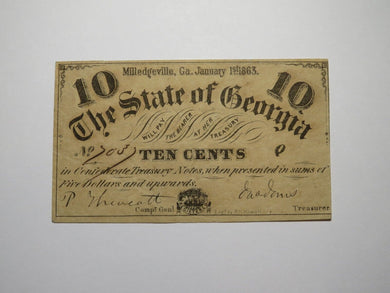 Milledgeville, Ga. January 1st 1863.
10 10
The State of Georgia
WILL PAY THE BEARER AT HER TREASURY
No
TEN CENTS
in Confederate Treasury Notes, when presented in sums of
Five Dollars and upwards.
Compt Genl Treasurer